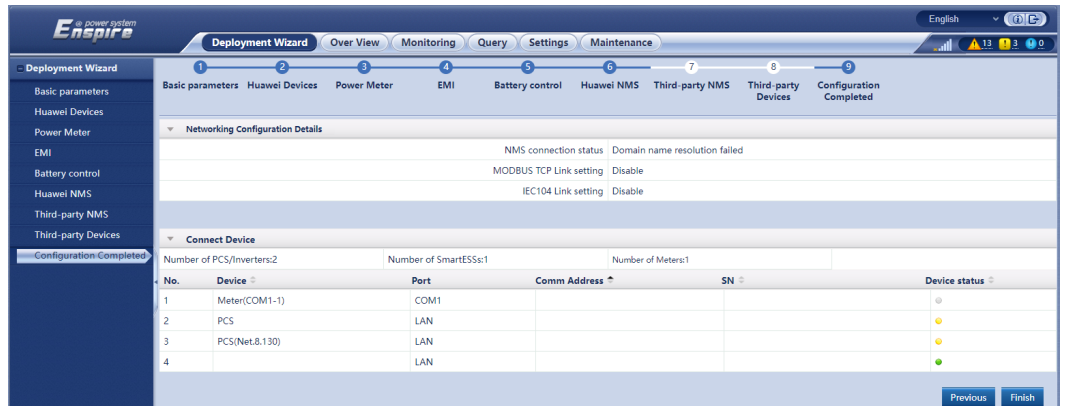 English
Enspire @ power system
Deployment Wizard Over View Monitoring Query Settings Maintenance
13 3 0
Deployment Wizard
Basic parameters
Huawei Devices
Power Meter
EMI
Battery control
Huawei NMS
Third-party NMS
Third-party Devices
Configuration Completed
1 2 3 4 5 6 7 8 9
Basic parameters Huawei Devices Power Meter EMI Battery control Huawei NMS Third-party NMS Third-party Devices Configuration Completed
Networking Configuration Details
NMS connection status Domain name resolution failed
MODBUS TCP Link setting Disable
IEC104 Link setting Disable
Connect Device
Number of PCS/Inverters:2 Number of SmartESSs:1 Number of Meters:1
No. Device Port Comm Address SN Device status
1 Meter(COM1-1) COM1
2 PCS LAN
3 PCS(Net.8.130) LAN
4 LAN
Previous Finish